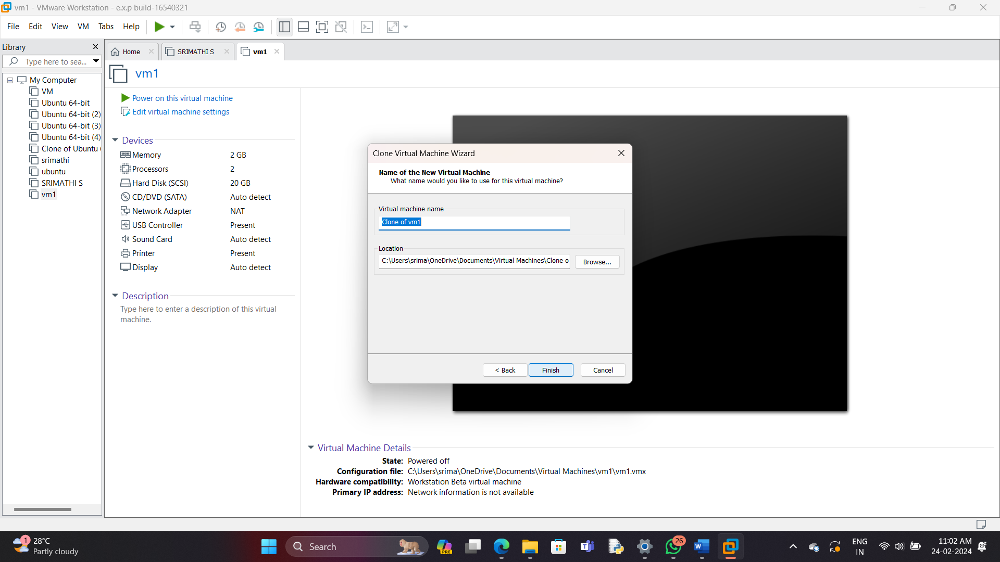 vm1 - VMware Workstation - e.x.p build-16540321
File Edit View VM Tabs Help
Library
Type here to sea...
My Computer
VM
Ubuntu 64-bit
Ubuntu 64-bit (2)
Ubuntu 64-bit (3)
Ubuntu 64-bit (4)
Clone of Ubuntu
srimathi
ubuntu
SRIMATHI S
vm1
Home SRIMATHI S vm1
vm1
Power on this virtual machine
Edit virtual machine settings
Devices
Memory 2 GB
Processors 2
Hard Disk (SCSI) 20 GB
CD/DVD (SATA) Auto detect
Network Adapter NAT
USB Controller Present
Sound Card Auto detect
Printer Present
Display Auto detect
Description
Type here to enter a description of this virtual
machine.
Clone Virtual Machine Wizard
Name of the New Virtual Machine
What name would you like to use for this virtual machine?
Virtual machine name
Clone of vm1
Location
C:\Users\srima\OneDrive\Documents\Virtual Machines\Clone o
Browse...
< Back Finish Cancel
Virtual Machine Details
State: Powered off
Configuration file: C:\Users\srima\OneDrive\Documents\Virtual Machines\vm1\vm1.vmx
Hardware compatibility: Workstation Beta virtual machine
Primary IP address: Network information is not available
1
28°C
Partly cloudy
Search
PRE
26
ENG
IN
11:02 AM
24-02-2024